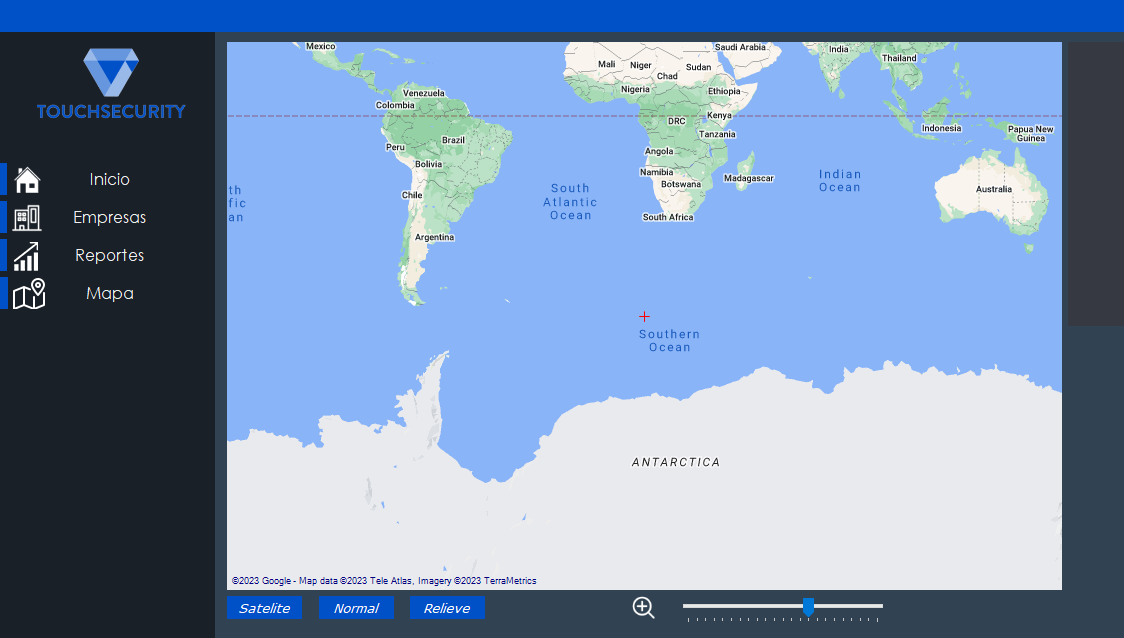 TOUCHSECURITY
Inicio
Empresas
Reportes
Mapa
Mexico
Venezuela
Colombia
Brazil
Peru
Bolivia
Chile
Argentina
Mali
Niger
Chad
Sudan
Saudi Arabia
Nigeria
Ethiopia
Kenya
DRC
Tanzania
Angola
Namibia
Botswana
Madagascar
South Africa
India
Thailand
Indonesia
Papua New
Guinea
Australia
th
fic
an
South
Atlantic
Ocean
Indian
Ocean
Southern
Ocean
ANTARCTICA
©2023 Google - Map data ©2023 Tele Atlas, Imagery ©2023 TerraMetrics
Satelite
Normal
Relieve